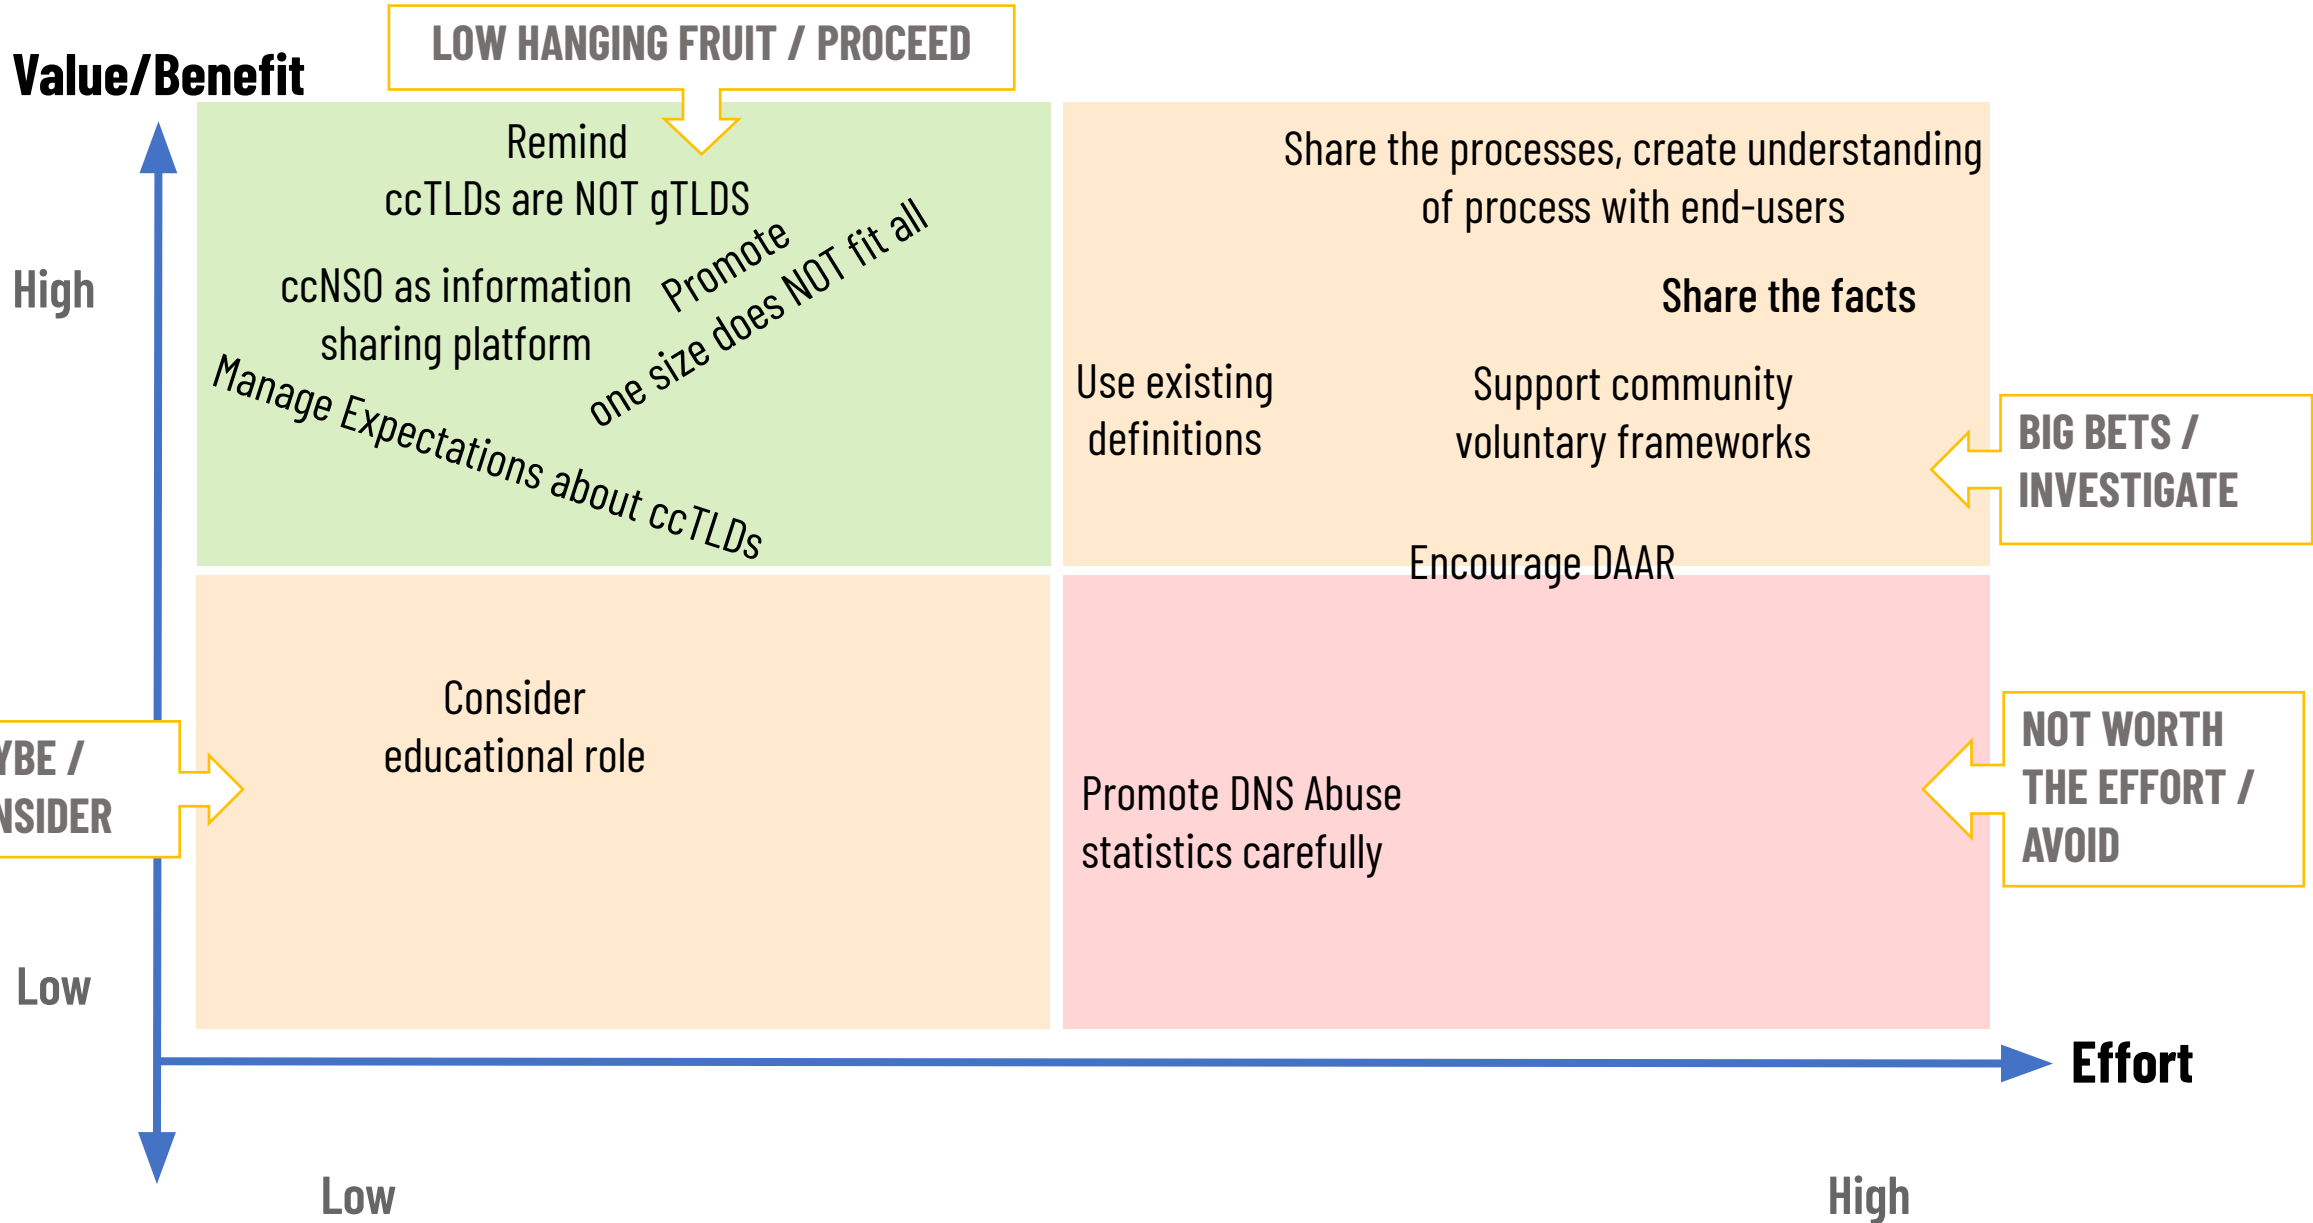 LOW HANGING FRUIT / PROCEED
Value/Benefit
Remind
ccTLDs are NOT gTLDS
Promote
one size does NOT fit all
ccNSO as information
sharing platform
Manage Expectations about ccTLDs
High
Share the processes, create understanding
of process with end-users
Share the facts
Use existing
definitions
Support community
voluntary frameworks
Encourage DAAR
BIG BETS /
INVESTIGATE
Consider
educational role
YBE /
NSIDER
Promote DNS Abuse
statistics carefully
NOT WORTH
THE EFFORT /
AVOID
Low
Effort
Low
High